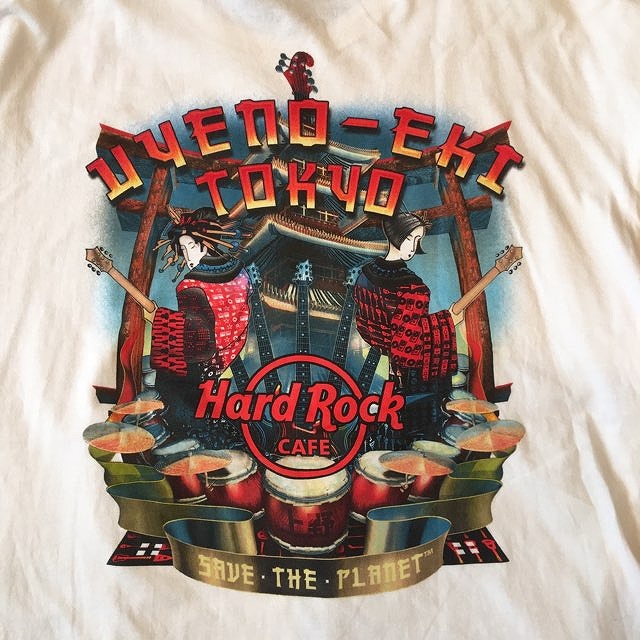 UYENO-EKI
TOKYO
Hard Rock
CAFE
SAVE · THE · PLANET™